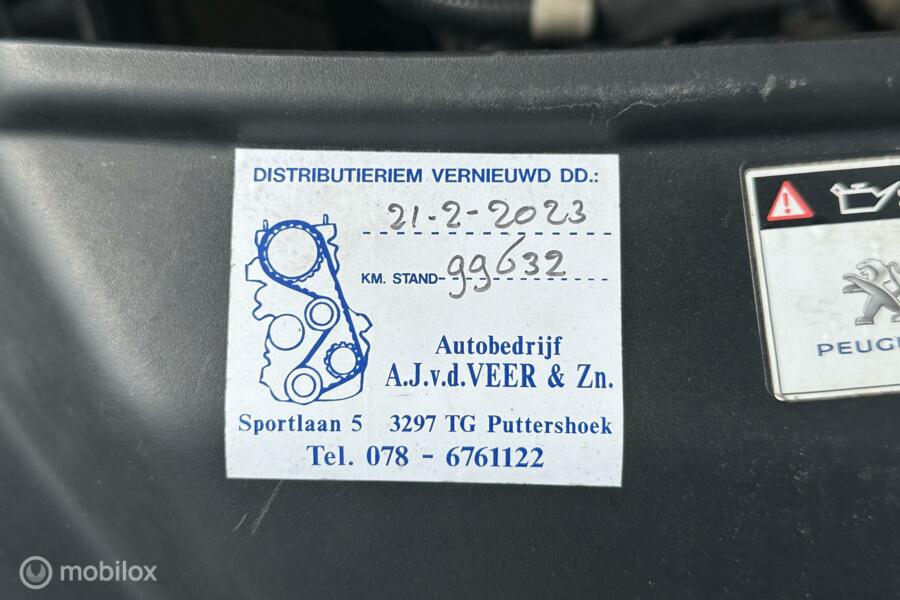 DISTRIBUTIERIEM VERNIEUWD DD.:
21-2-2023
KM. STAND 99632
Autobedrijf
A.J.v.d.VEER & Zn.
Sportlaan 5 3297 TG Puttershoek
Tel. 078 - 6761122
PEUG
mobilox